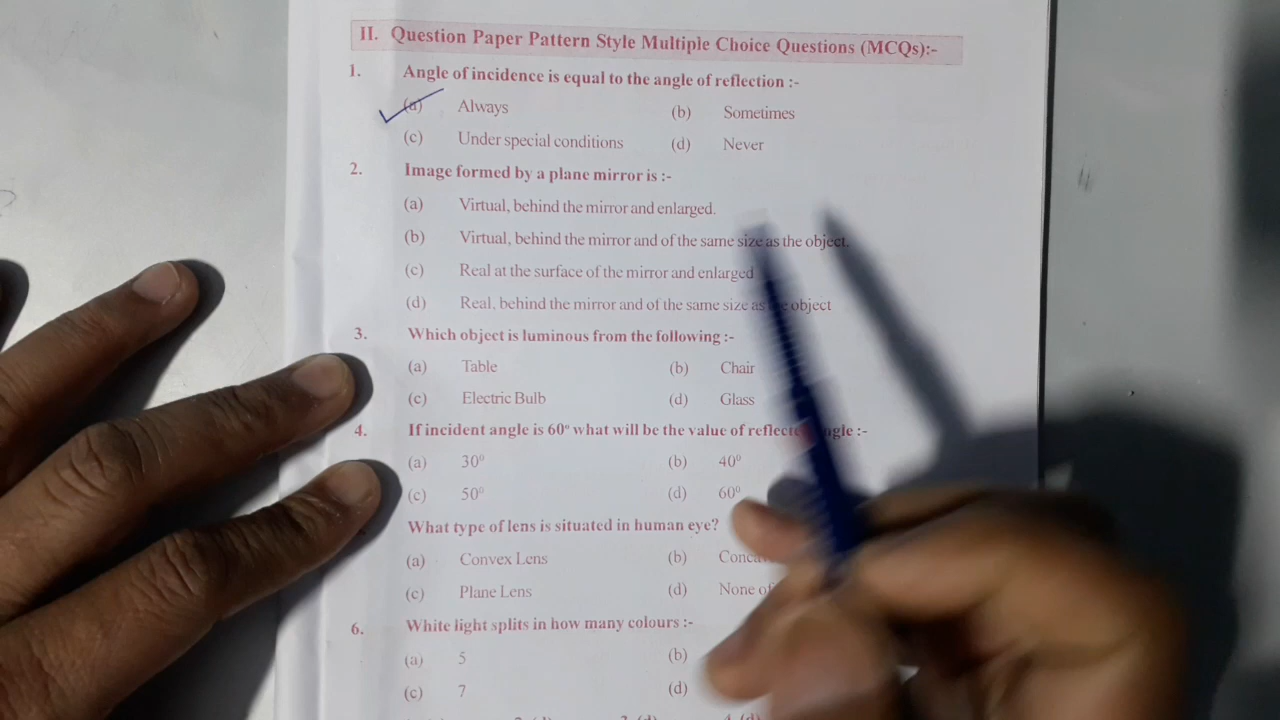 II. Question Paper Pattern Style Multiple Choice Questions (MCQs):-
1. Angle of incidence is equal to the angle of reflection :-
(a) Always (b) Sometimes
(c) Under special conditions (d) Never
2. Image formed by a plane mirror is :-
(a) Virtual, behind the mirror and enlarged.
(b) Virtual, behind the mirror and of the same size as the object.
(c) Real at the surface of the mirror and enlarged
(d) Real, behind the mirror and of the same size as object
3. Which object is luminous from the following :-
(a) Table (b) Chair
(c) Electric Bulb (d) Glass
4. If incident angle is 60° what will be the value of :-
(a) 30° (b) 40°
(c) 50° (d) 60°
What type of lens is situated in human eye?
(a) Convex Lens (b)
(c) Plane Lens (d) None of
6. White light splits in how many colours :-
(a) 5 (b)
(c) 7 (d)